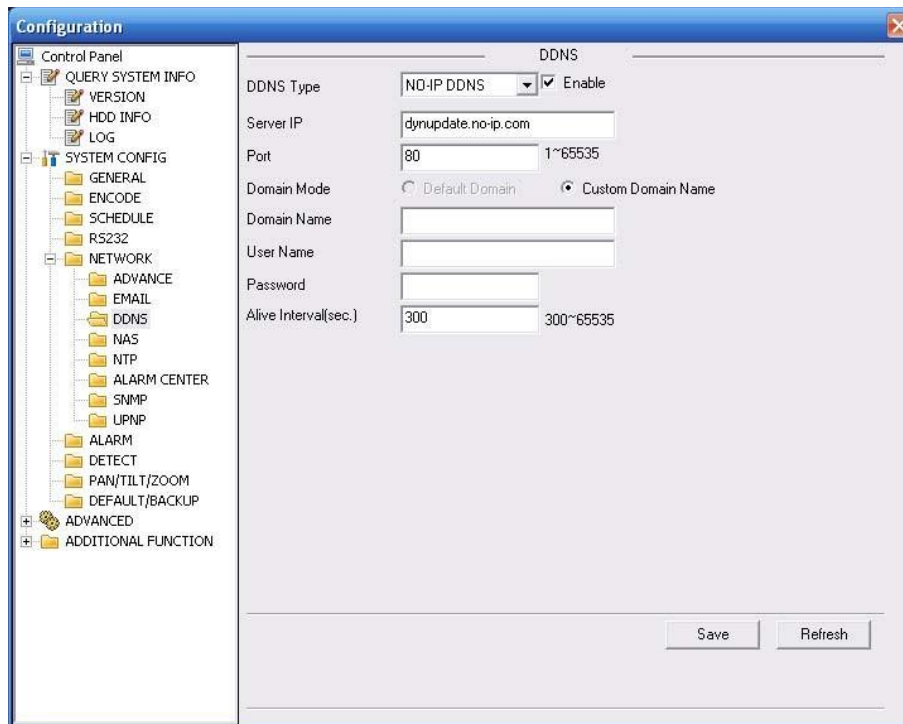 Configuration
Control Panel
QUERY SYSTEM INFO
VERSION
HDD INFO
LOG
SYSTEM CONFIG
GENERAL
ENCODE
SCHEDULE
RS232
NETWORK
ADVANCE
EMAIL
DDNS
NAS
NTP
ALARM CENTER
SNMP
UPNP
ALARM
DETECT
PAN/TILT/ZOOM
DEFAULT/BACKUP
ADVANCED
ADDITIONAL FUNCTION
DDNS
DDNS Type NO-IP DDNS Enable
Server IP dynupdate.no-ip.com
Port 80 1~65535
Domain Mode Default Domain Custom Domain Name
Domain Name
User Name
Password
Alive Interval(sec.) 300 300~65535
Save Refresh